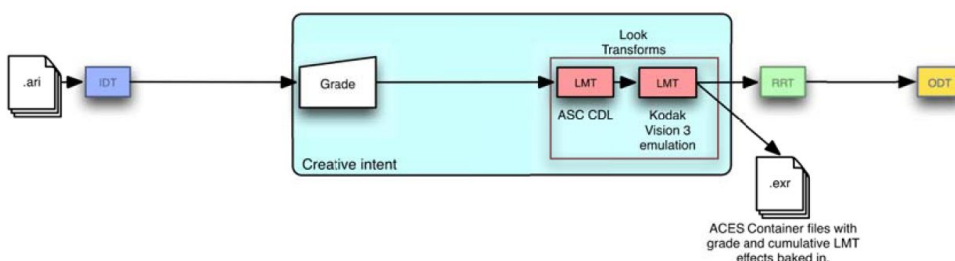 Look
Transforms
.ari
IDT
Grade
LMT
LMT
RRT
ODT
ASC CDL
Kodak
Vision 3
emulation
Creative intent
.exr
ACES Container files with
grade and cumulative LMT
effects baked in.